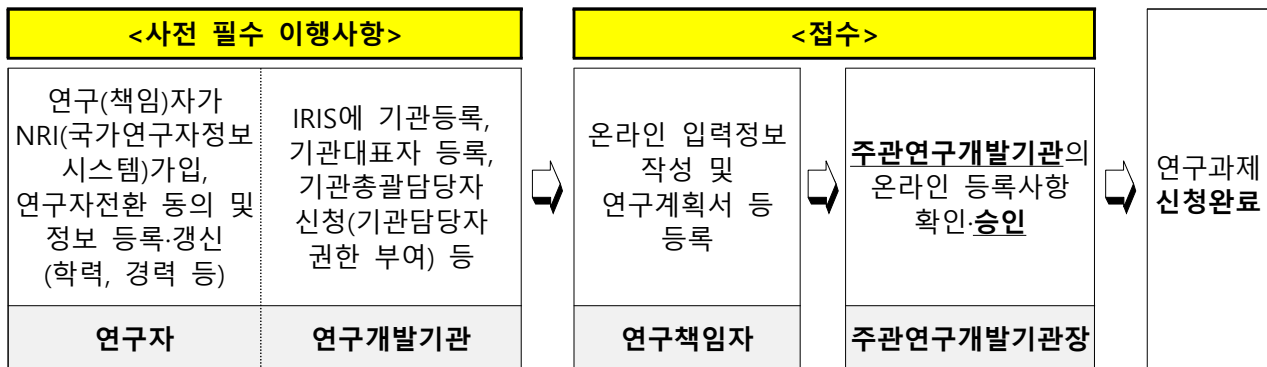 <사전 필수 이행사항>
연구(책임)자가
NRI(국가연구자정보
시스템)가입,
연구자전환 동의 및
정보 등록·갱신
(학력, 경력 등)
연구자
IRIS에 기관등록,
기관대표자 등록,
기관총괄담당자
신청(기관담당자
권한 부여) 등
연구개발기관
<접수>
온라인 입력정보
작성 및
연구계획서 등
등록
연구책임자
주관연구개발기관의
온라인 등록사항
확인·승인
주관연구개발기관장
연구과제
신청완료